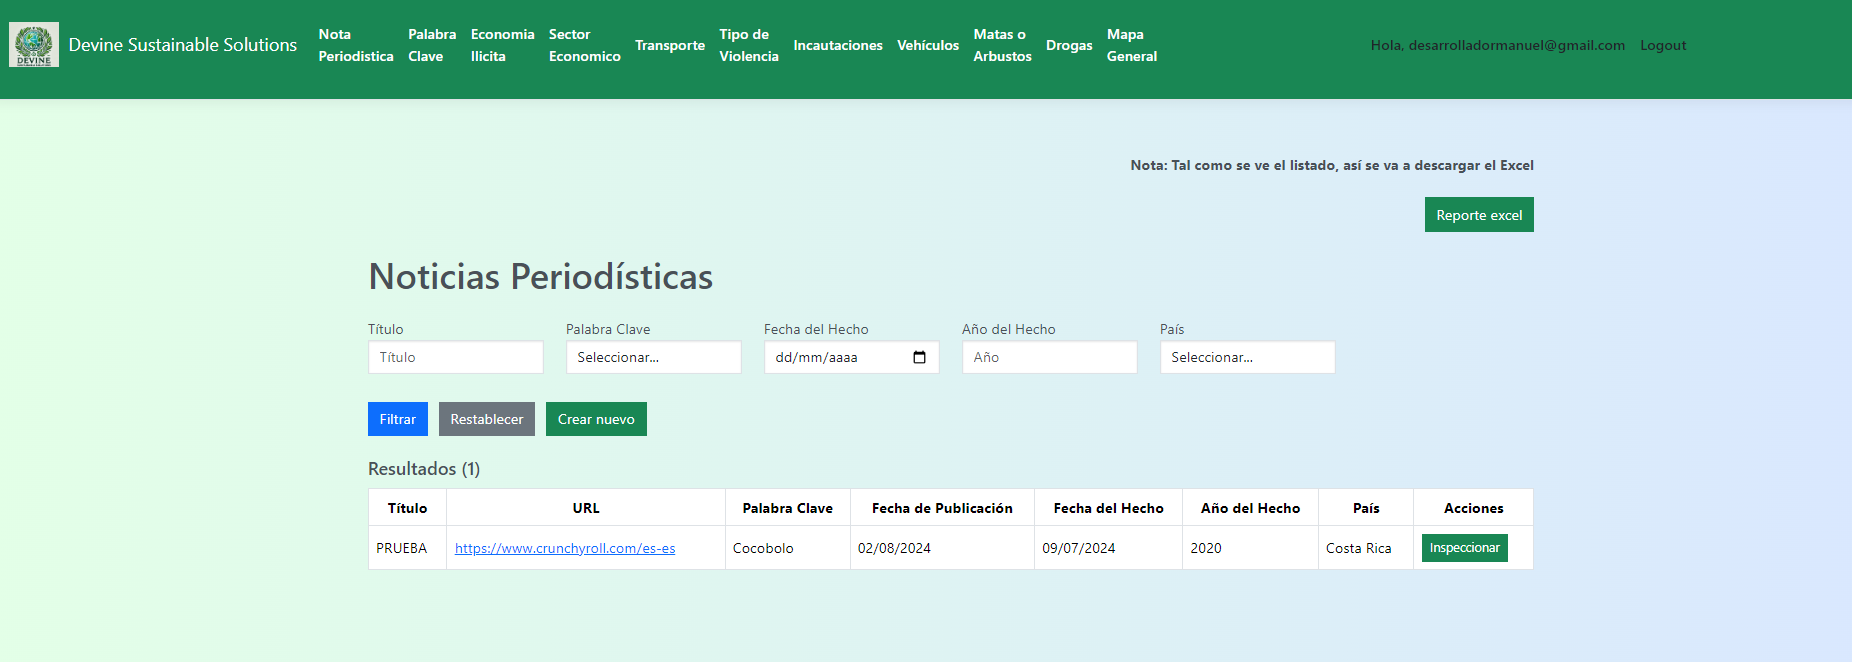 DEVINE
Devine Sustainable Solutions
Nota Periodistica
Palabra Clave
Economia Ilicita
Sector Economico
Transporte
Tipo de Violencia
Incautaciones
Vehículos
Matas o Arbustos
Drogas
Mapa General
Hola, desarrolladormanuel@gmail.com
Logout
Nota: Tal como se ve el listado, así se va a descargar el Excel
Reporte excel
Noticias Periodísticas
Título Palabra Clave Fecha del Hecho Año del Hecho País
Título Seleccionar... dd/mm/aaaa Año Seleccionar...
Filtrar Restablecer Crear nuevo
Resultados (1)
Título URL Palabra Clave Fecha de Publicación Fecha del Hecho Año del Hecho País Acciones
PRUEBA https://www.crunchyroll.com/es-es Cocobolo 02/08/2024 09/07/2024 2020 Costa Rica Inspeccionar